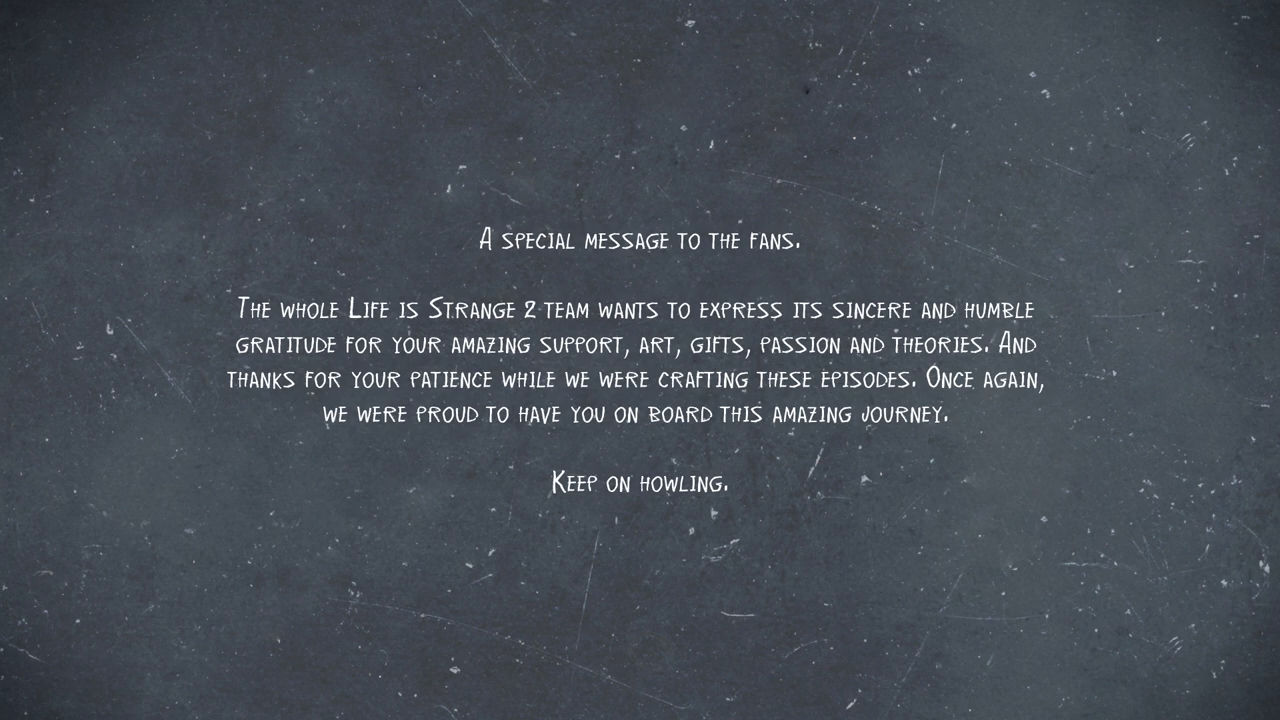 A special message to the fans.
The whole Life is Strange 2 team wants to express its sincere and humble
gratitude for your amazing support, art, gifts, passion and theories. And
thanks for your patience while we were crafting these episodes. Once again,
we were proud to have you on board this amazing journey.
Keep on howling.